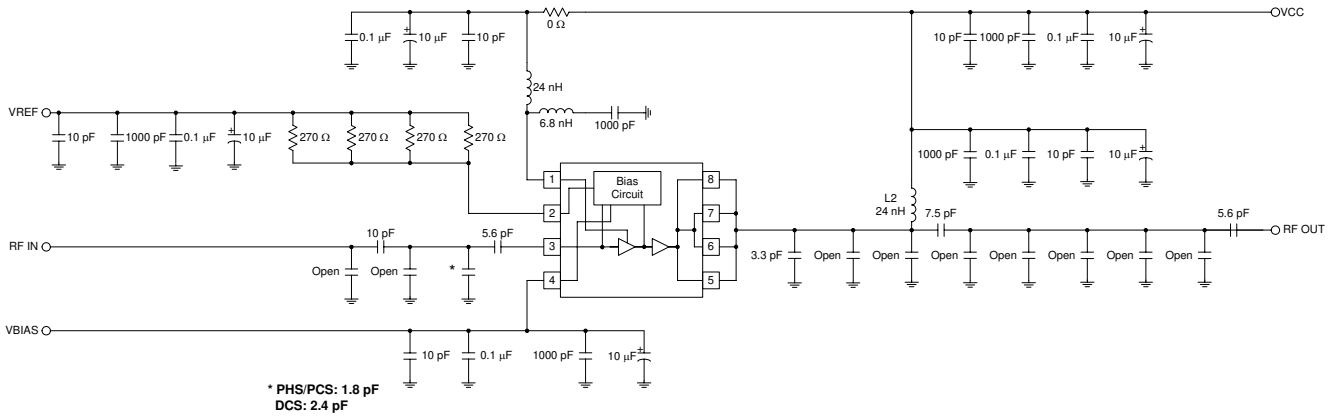 0 Ω
VCC
0.1 µF
10 µF
+
10 pF
10 pF
1000 pF
0.1 µF
10 µF
+
24 nH
VREF
6.8 nH
1000 pF
10 pF
1000 pF
0.1 µF
+
10 µF
270 Ω
270 Ω
270 Ω
270 Ω
1000 pF
0.1 µF
10 pF
10 µF
+
1
Bias
Circuit
8
2
7
L2
24 nH
7.5 pF
5.6 pF
RF IN
10 pF
5.6 pF
3
6
RF OUT
Open
Open
*
4
5
3.3 pF
Open
Open
Open
Open
Open
Open
Open
VBIAS
10 pF
0.1 µF
1000 pF
10 µF
+
* PHS/PCS: 1.8 pF
DCS: 2.4 pF